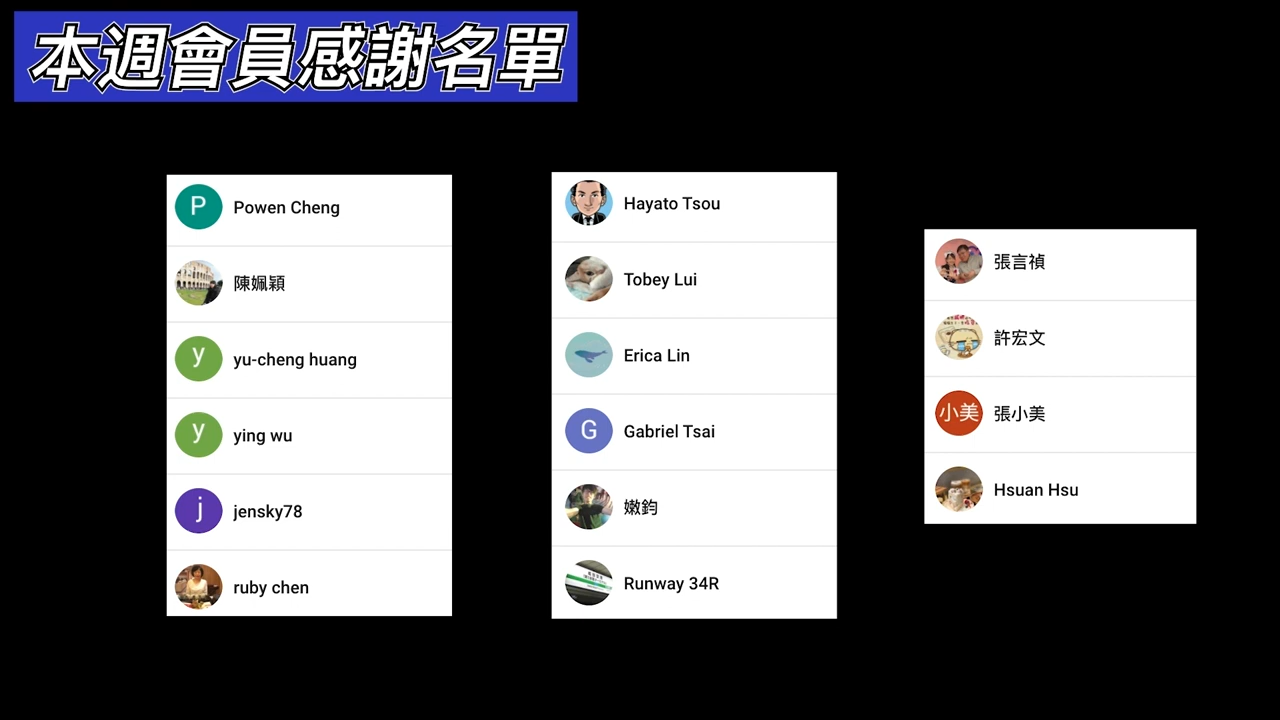 本週會員感謝名單
P Powen Cheng
陳姵穎
y yu-cheng huang
y ying wu
j jensky78
ruby chen
Hayato Tsou
Tobey Lui
Erica Lin
G Gabriel Tsai
嫩鈞
Runway 34R
張言禎
許宏文
小美 張小美
Hsuan Hsu